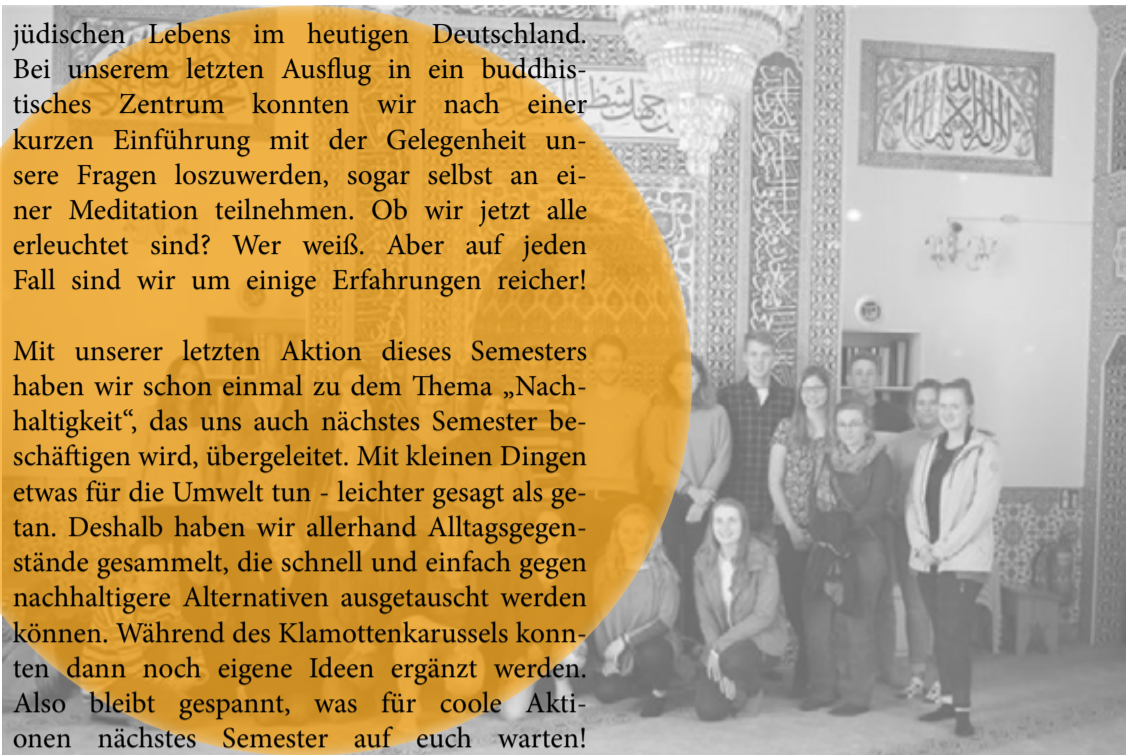 jüdischen Lebens im heutigen Deutschland.
Bei unserem letzten Ausflug in ein buddhis-
tisches Zentrum konnten wir nach einer
kurzen Einführung mit der Gelegenheit un-
sere Fragen loszuwerden, sogar selbst an ei-
ner Meditation teilnehmen. Ob wir jetzt alle
erleuchtet sind? Wer weiß. Aber auf jeden
Fall sind wir um einige Erfahrungen reicher!
Mit unserer letzten Aktion dieses Semesters
haben wir schon einmal zu dem Thema „Nach-
haltigkeit“, das uns auch nächstes Semester be-
schäftigen wird, übergeleitet. Mit kleinen Dingen
etwas für die Umwelt tun - leichter gesagt als ge-
tan. Deshalb haben wir allerhand Alltagsgegen-
stände gesammelt, die schnell und einfach gegen
nachhaltigere Alternativen ausgetauscht werden
können. Während des Klamottenkarussels konn-
ten dann noch eigene Ideen ergänzt werden.
Also bleibt gespannt, was für coole Akti-
onen nächstes Semester auf euch warten!